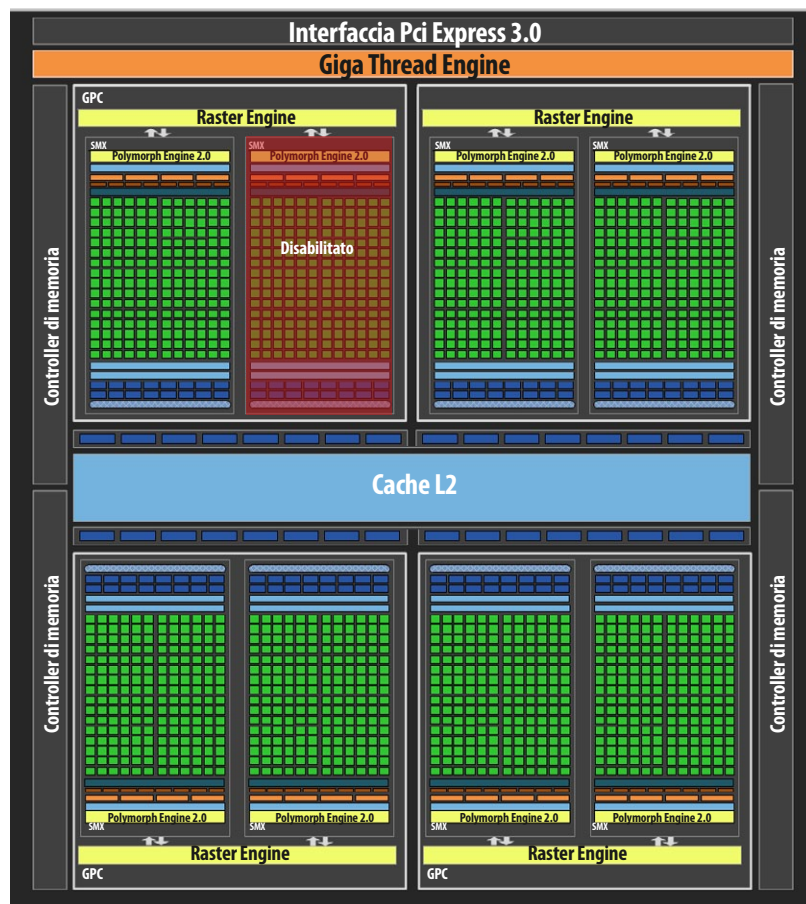 Interfaccia Pci Express 3.0
Giga Thread Engine
GPC
Raster Engine
Raster Engine
SMX
SMX
SMX
SMX
Polymorph Engine 2.0
Polymorph Engine 2.0
Polymorph Engine 2.0
Polymorph Engine 2.0
Disabilitato
Controller di memoria
Controller di memoria
Cache L2
Controller di memoria
Controller di memoria
Polymorph Engine 2.0
Polymorph Engine 2.0
Polymorph Engine 2.0
Polymorph Engine 2.0
SMX
SMX
SMX
SMX
Raster Engine
Raster Engine
GPC
GPC